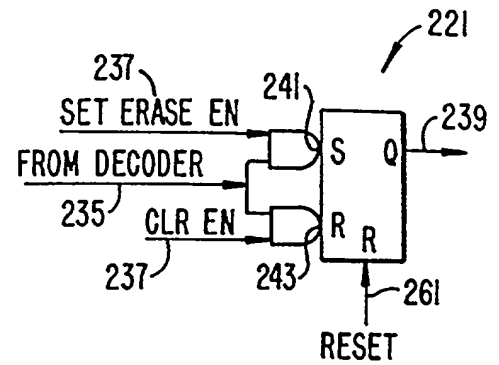 221
237
241
SET ERASE EN
239
S
Q
FROM DECODER
235
CLR EN
R
R
237
243
261
RESET